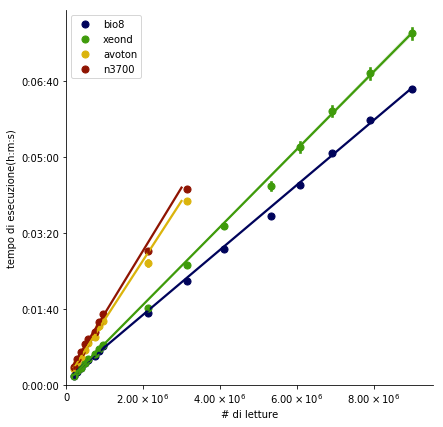 bio8
xeond
avoton
n3700
0:06:40
0:05:00
0:03:20
0:01:40
0:00:00
tempo di esecuzione(h:m:s)
0
2.00 × 10⁶
4.00 × 10⁶
6.00 × 10⁶
8.00 × 10⁶
# di letture